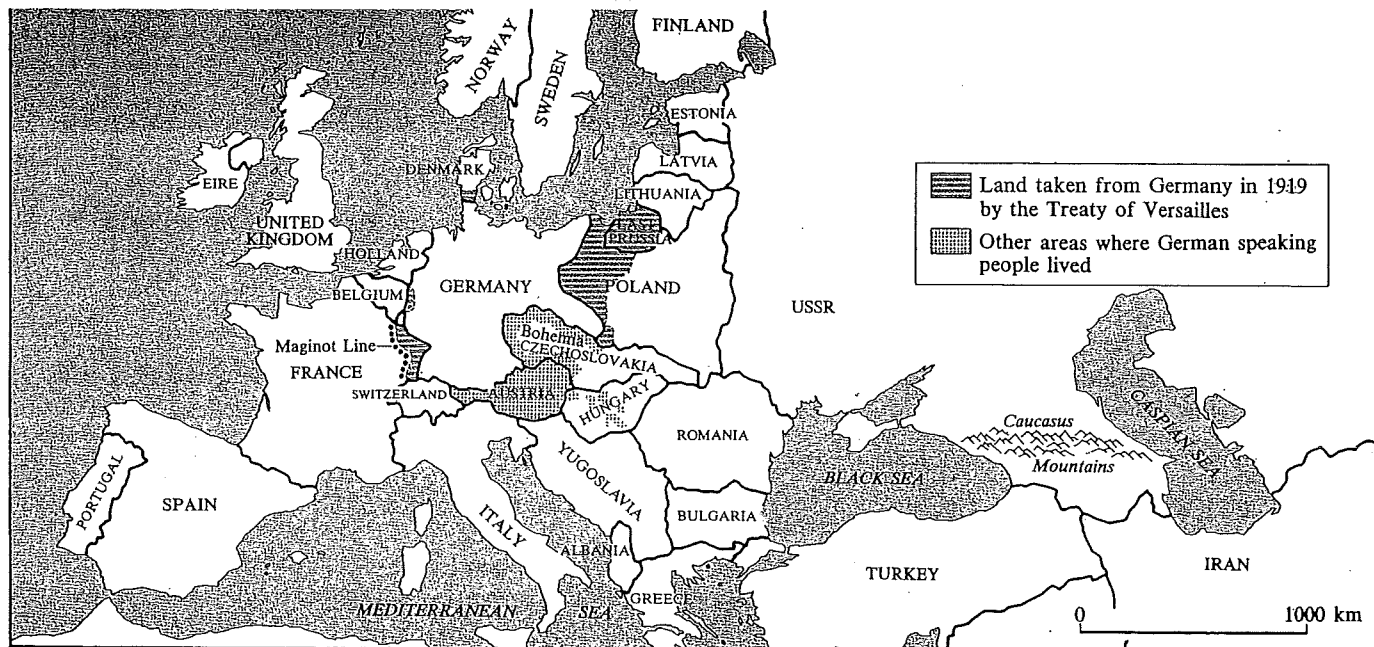 FINLAND
NORWAY
SWEDEN
ESTONIA
LATVIA
DENMARK
LITHUANIA
EIRE
UNITED
KINGDOM
EAST
PRUSSIA
HOLLAND
BELGIUM
GERMANY
POLAND
USSR
Maginot Line
FRANCE
Bohemia
CZECHOSLOVAKIA
SWITZERLAND
AUSTRIA
HUNGARY
ROMANIA
Caucasus
Mountains
CASPIAN SEA
PORTUGAL
SPAIN
ITALY
YUGOSLAVIA
BLACK SEA
BULGARIA
ALBANIA
GREECE
TURKEY
IRAN
MEDITERRANEAN
SEA
Land taken from Germany in 1919
by the Treaty of Versailles
Other areas where German speaking
people lived
0 1000 km